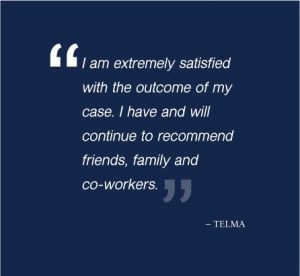 “I am extremely satisfied
with the outcome of my
case. I have and will
continue to recommend
friends, family and
co-workers.”
– TELMA